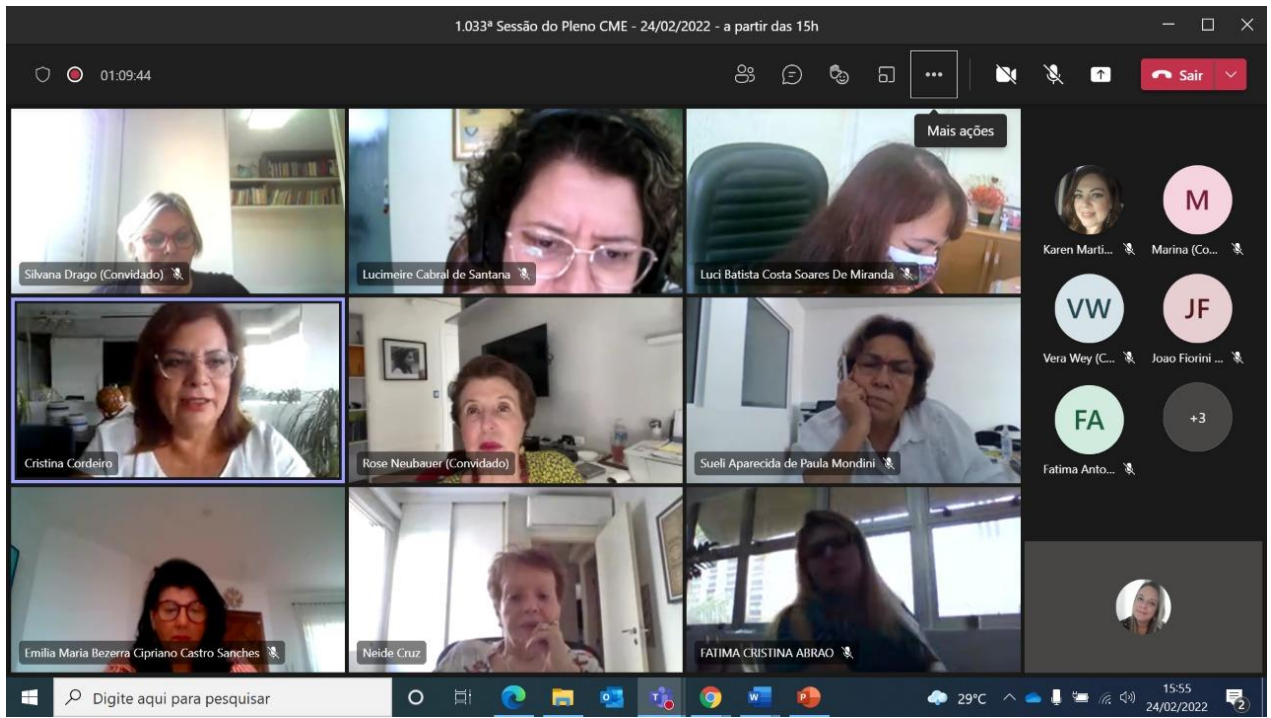 1.033ª Sessão do Pleno CME - 24/02/2022 - a partir das 15h
01:09:44
Sair
Mais ações
Silvana Drago (Convidado)
Lucimeire Cabral de Santana
Luci Batista Costa Soares De Miranda
Karen Marti...
M
Marina (Co...
VW
Vera Wey (C...
JF
Joao Fiorini ...
Cristina Cordeiro
Rose Neubauer (Convidado)
Sueli Aparecida de Paula Mondini
FA
Fatima Anto...
+3
Emilia Maria Bezerra Cipriano Castro Sanches
Neide Cruz
FATIMA CRISTINA ABRAO
Digite aqui para pesquisar
29°C
15:55
24/02/2022
2